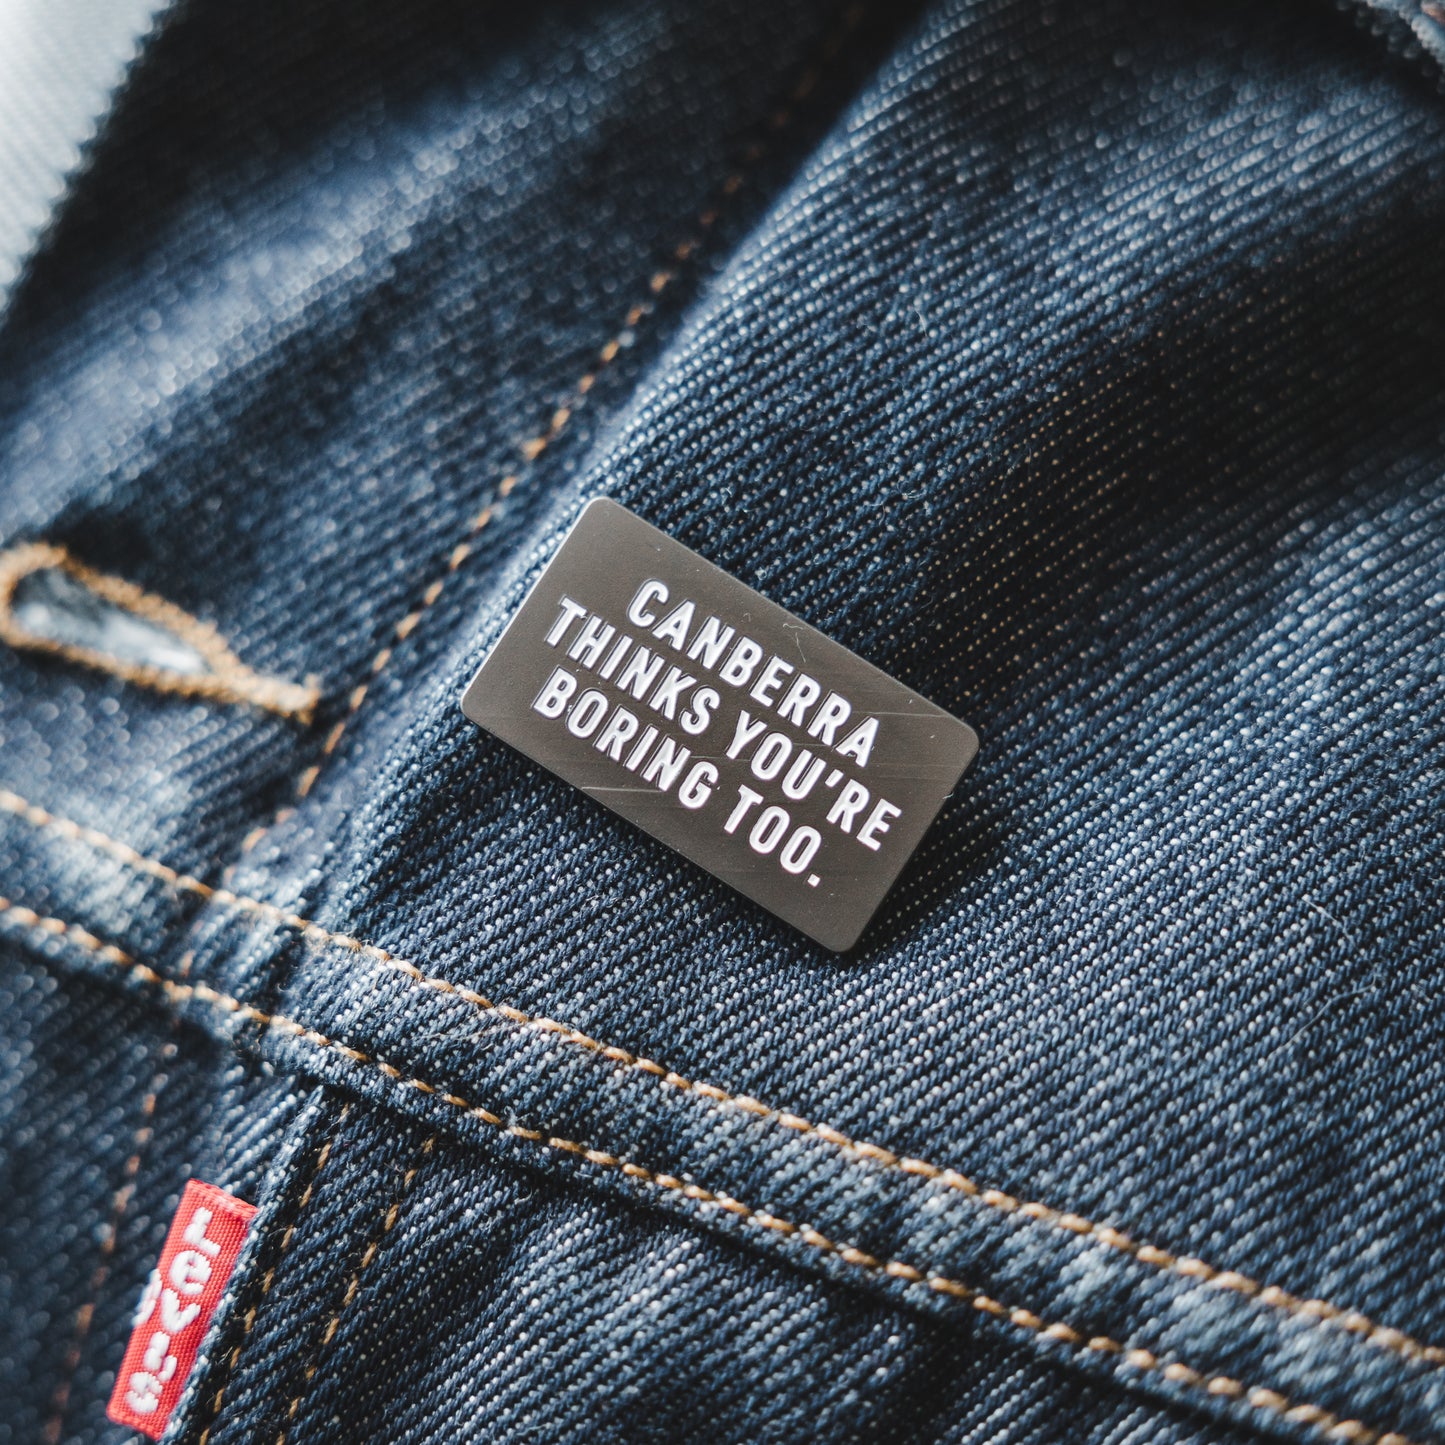 CANBERRA
THINKS YOU'RE
BORING TOO.
Levi's